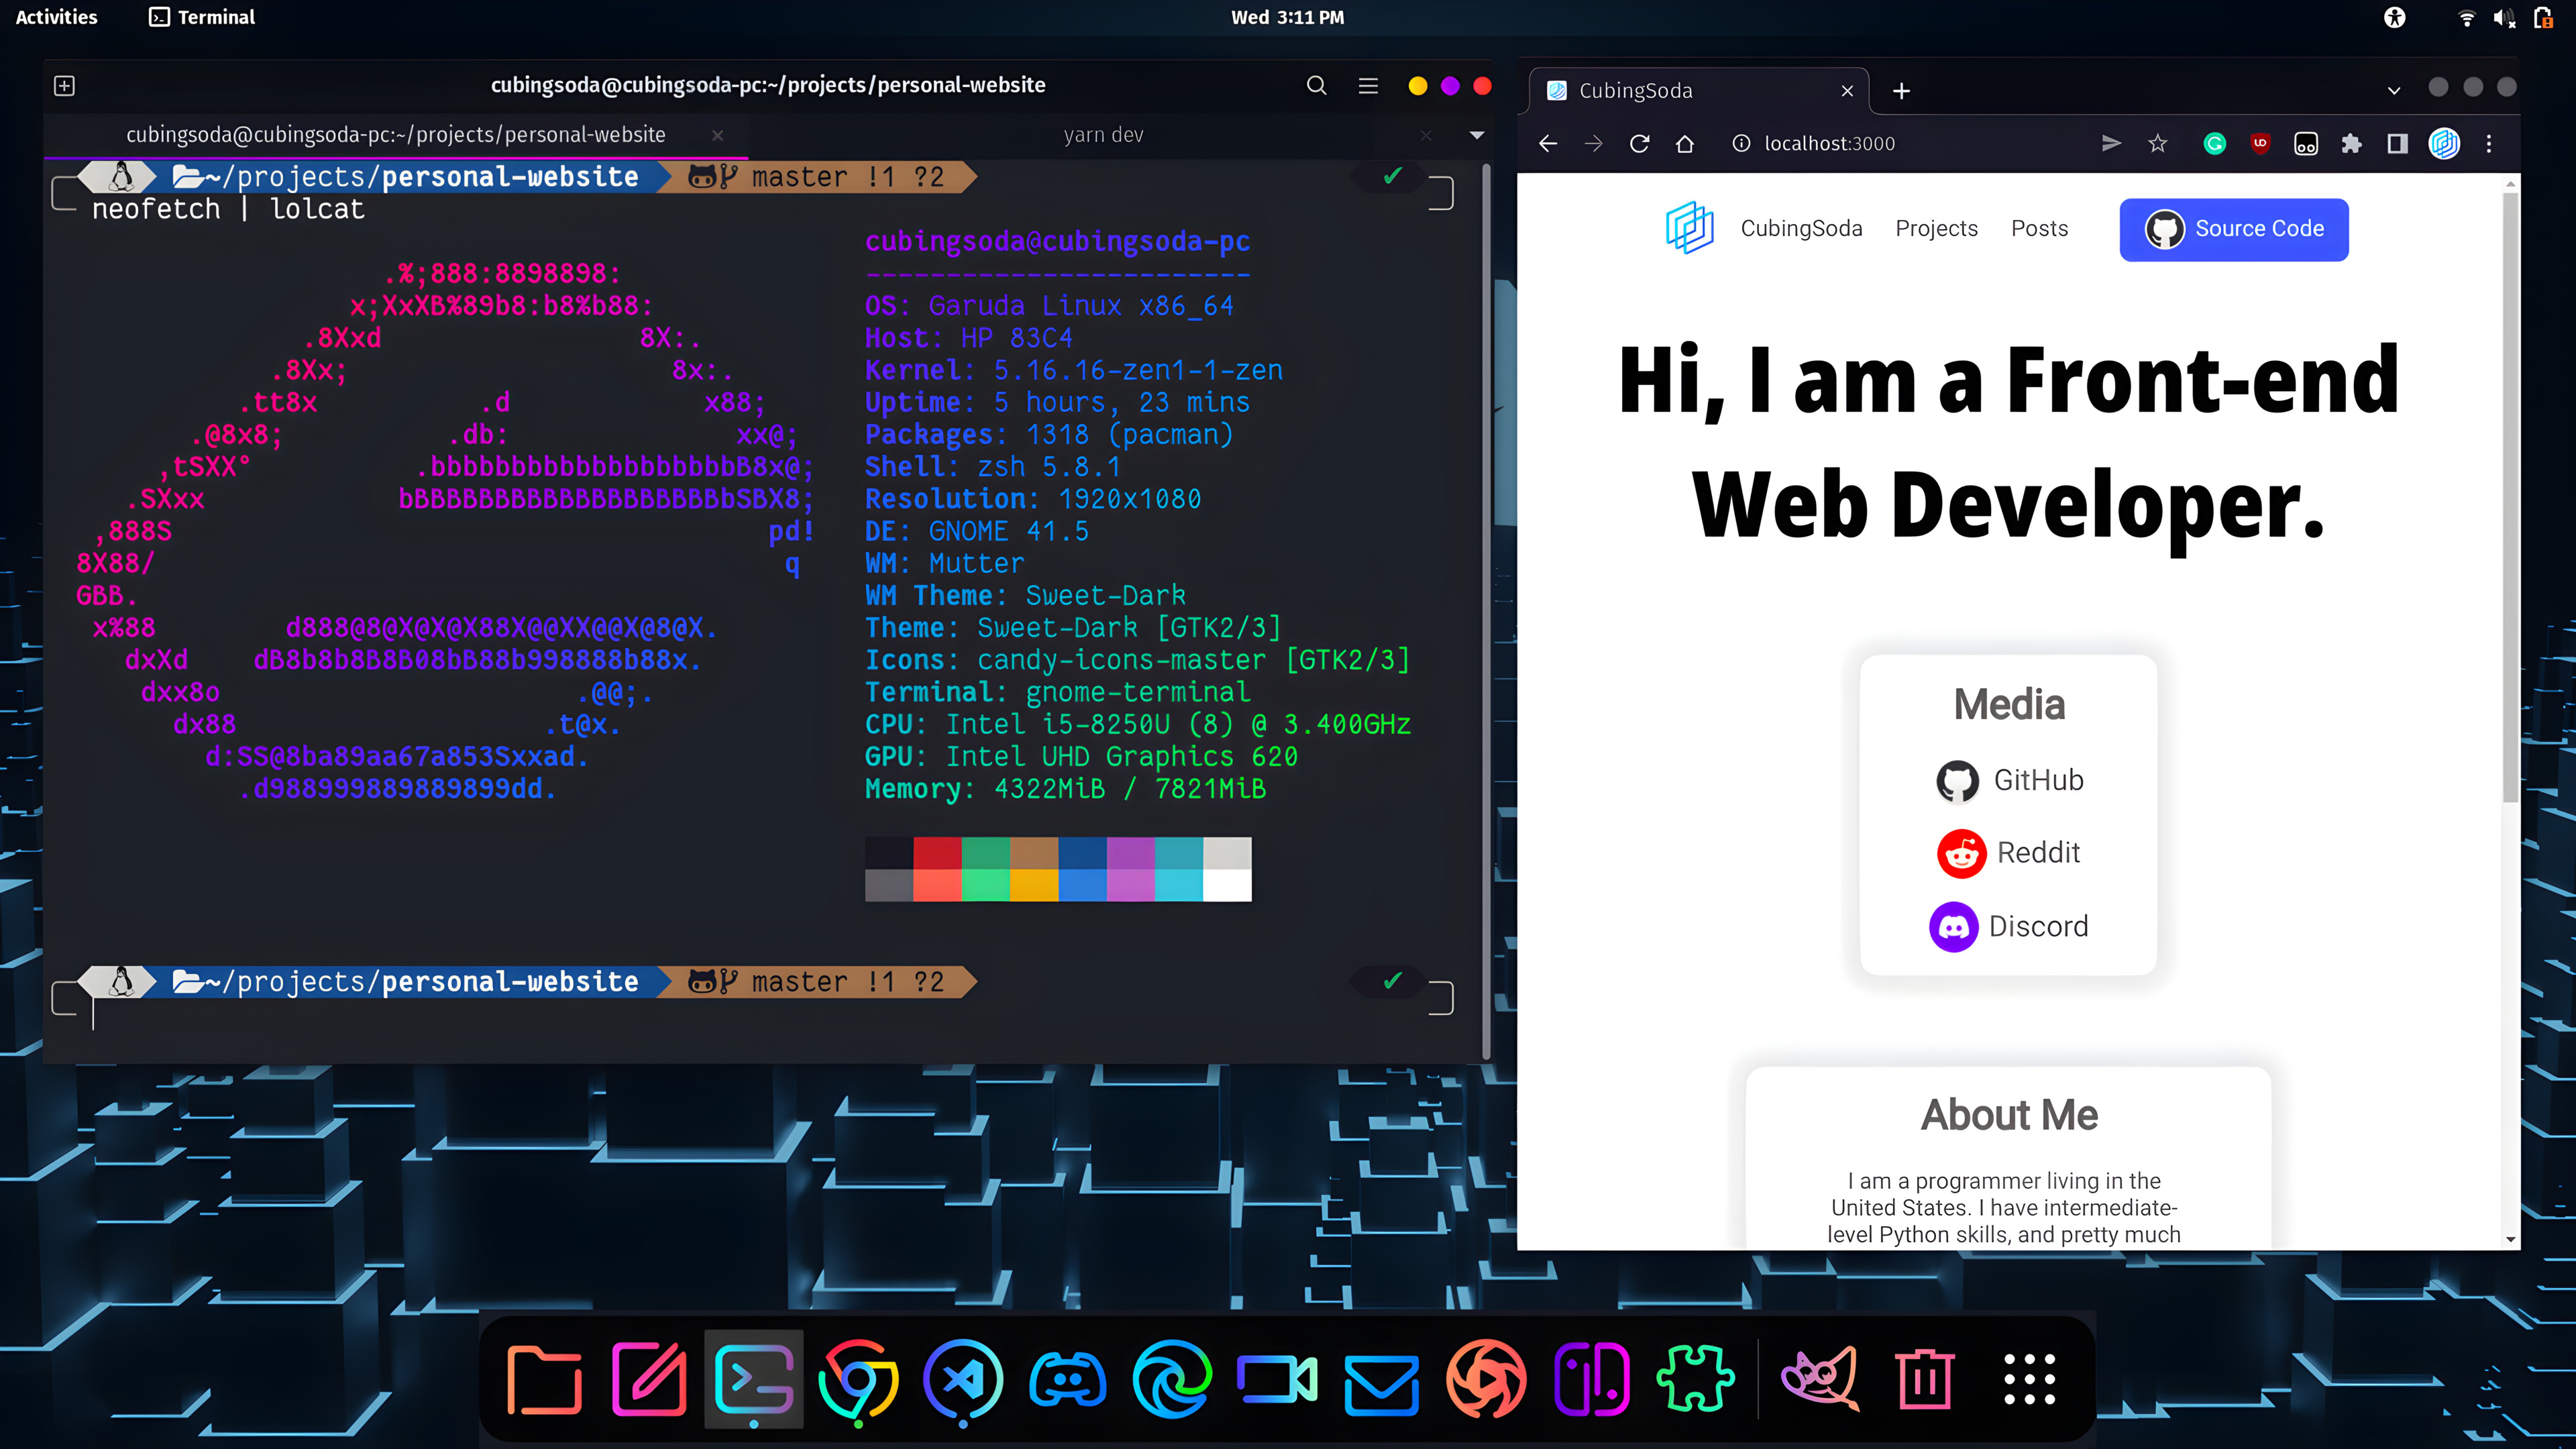 Activities
Terminal
Wed 3:11 PM
cubingsoda@cubingsoda-pc:~/projects/personal-website
cubingsoda@cubingsoda-pc:~/projects/personal-website
yarn dev
~/projects/personal-website master !1 ?2 ✔
neofetch | lolcat
.%;888:8898898:
x;XxXB%89b8:b8%b88:
.8Xxd 8X:.
.8Xx; 8x:.
.tt8x .d x88;
.@8x8; .db: xx@;
,tSXX° .bbbbbbbbbbbbbbbbbbbB8x@;
.SXxx bBBBBBBBBBBBBBBBBBBBbSBX8;
,888S pd!
8X88/ q
GBB.
x%88 d888@8@X@X@X88X@@XX@@X@8@X.
dxXd dB8b8b8B8B08bB88b998888b88x.
dxx8o .@@;.
dx88 .t@x.
d:SS@8ba89aa67a853Sxxad.
.d988999889889899dd.
cubingsoda@cubingsoda-pc
------------------------
OS: Garuda Linux x86_64
Host: HP 83C4
Kernel: 5.16.16-zen1-1-zen
Uptime: 5 hours, 23 mins
Packages: 1318 (pacman)
Shell: zsh 5.8.1
Resolution: 1920x1080
DE: GNOME 41.5
WM: Mutter
WM Theme: Sweet-Dark
Theme: Sweet-Dark [GTK2/3]
Icons: candy-icons-master [GTK2/3]
Terminal: gnome-terminal
CPU: Intel i5-8250U (8) @ 3.400GHz
GPU: Intel UHD Graphics 620
Memory: 4322MiB / 7821MiB
~/projects/personal-website master !1 ?2 ✔
CubingSoda
localhost:3000
CubingSoda
Projects
Posts
Source Code
Hi, I am a Front-end
Web Developer.
Media
GitHub
Reddit
Discord
About Me
I am a programmer living in the
United States. I have intermediate-
level Python skills, and pretty much